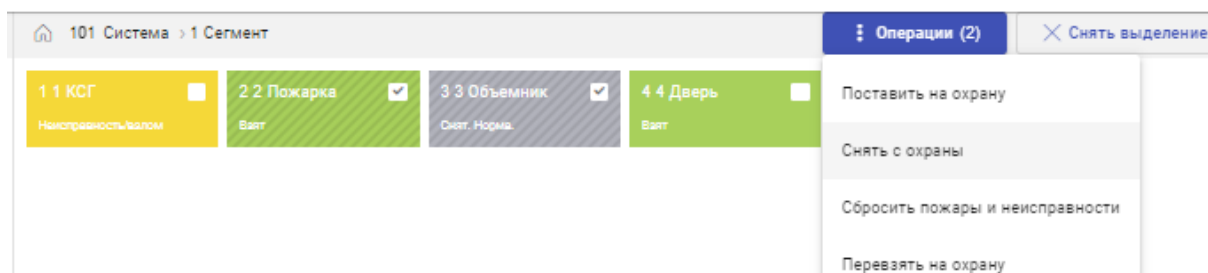 101 Система > 1 Сегмент
Операции (2)
Снять выделение
1 1 КСГ
2 2 Пожарка
3 3 Объемник
4 4 Дверь
Неисправность/взлом
Взят
Снят. Норма.
Взят
Поставить на охрану
Снять с охраны
Сбросить пожары и неисправности
Перевзять на охрану